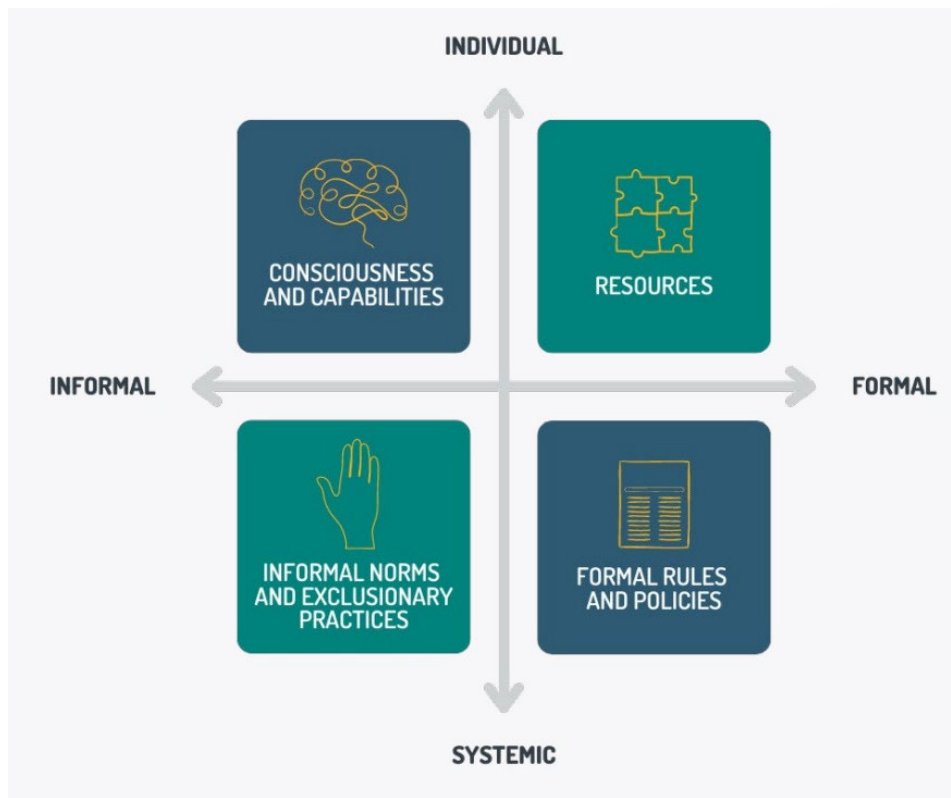 INDIVIDUAL
CONSCIOUSNESS
AND CAPABILITIES
RESOURCES
INFORMAL
FORMAL
INFORMAL NORMS
AND EXCLUSIONARY
PRACTICES
FORMAL RULES
AND POLICIES
SYSTEMIC